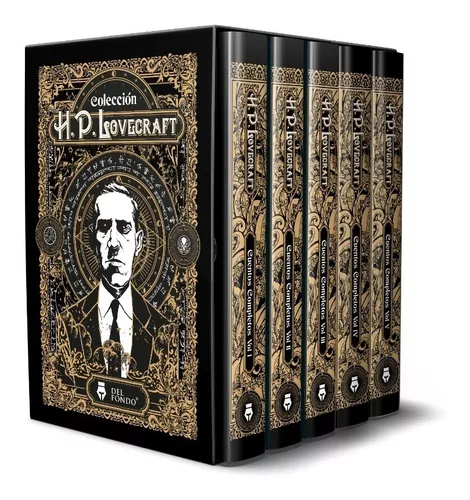 Colección
H.P. Lovecraft
DEL
FONDO®
H.P. Lovecraft
Cuentos Completos Vol I
H.P. Lovecraft
Cuentos Completos Vol II
H.P. Lovecraft
Cuentos Completos Vol III
H.P. Lovecraft
Cuentos Completos Vol IV
H.P. Lovecraft
Cuentos Completos Vol V